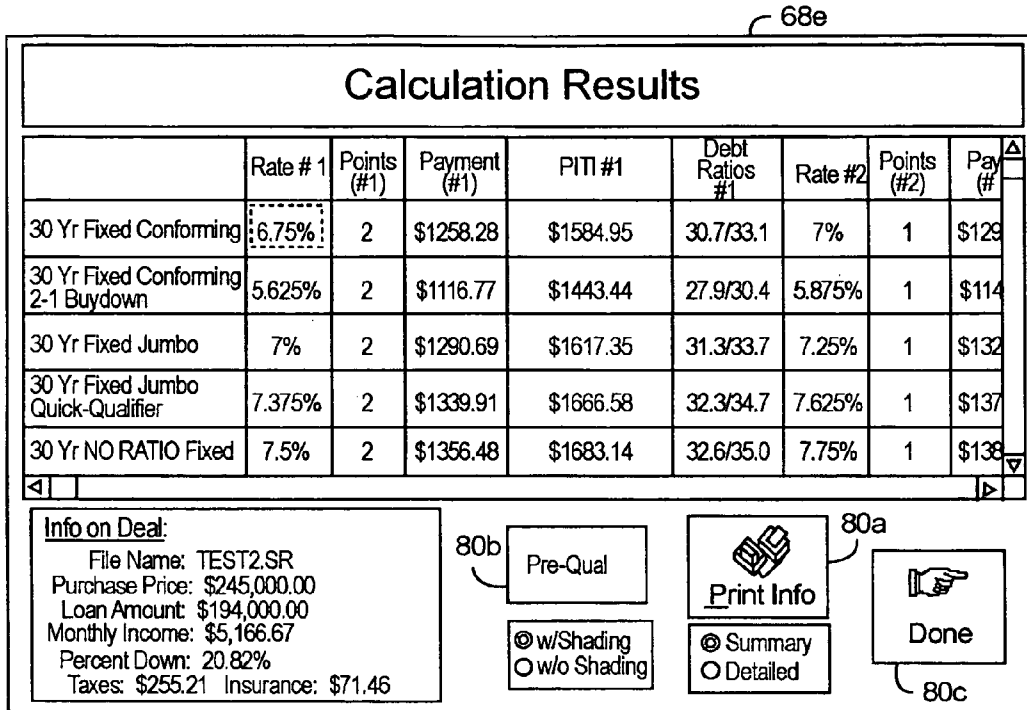 68e
Calculation Results
Rate # 1 Points (#1) Payment (#1) PITI #1 Debt Ratios #1 Rate #2 Points (#2) Pay (#
30 Yr Fixed Conforming 6.75% 2 $1258.28 $1584.95 30.7/33.1 7% 1 $129
30 Yr Fixed Conforming 2-1 Buydown 5.625% 2 $1116.77 $1443.44 27.9/30.4 5.875% 1 $114
30 Yr Fixed Jumbo 7% 2 $1290.69 $1617.35 31.3/33.7 7.25% 1 $132
30 Yr Fixed Jumbo Quick-Qualifier 7.375% 2 $1339.91 $1666.58 32.3/34.7 7.625% 1 $137
30 Yr NO RATIO Fixed 7.5% 2 $1356.48 $1683.14 32.6/35.0 7.75% 1 $138
Info on Deal:
File Name: TEST2.SR
Purchase Price: $245,000.00
Loan Amount: $194,000.00
Monthly Income: $5,166.67
Percent Down: 20.82%
Taxes: $255.21 Insurance: $71.46
80b
Pre-Qual
w/Shading
w/o Shading
80a
Print Info
Summary
Detailed
Done
80c